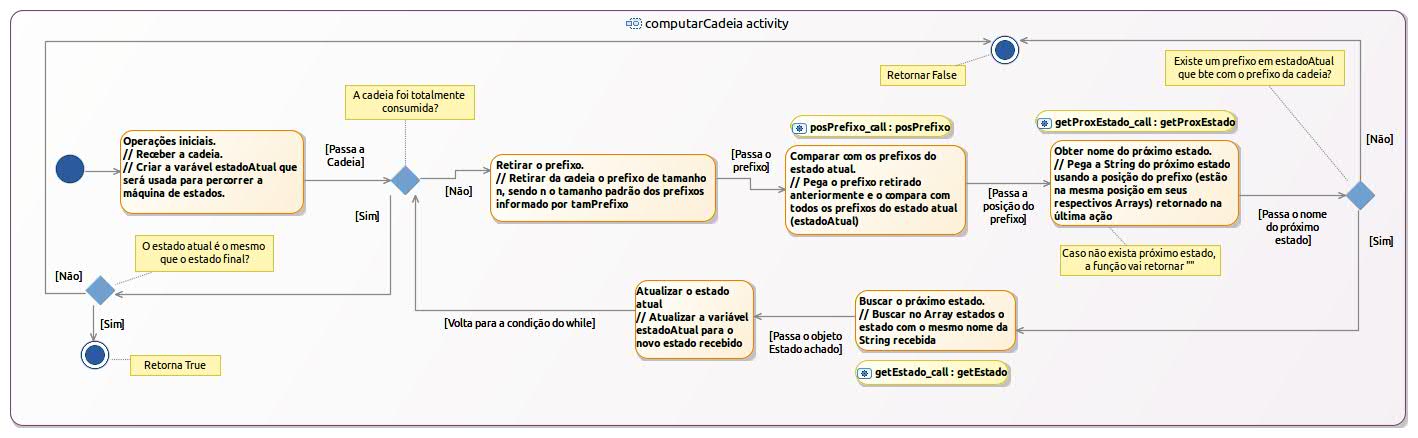 computarCadeia activity
Retornar False
Existe um prefixo em estadoAtual
que bte com o prefixo da cadeia?
A cadeia foi totalmente
consumida?
Operações iniciais.
// Receber a cadeia.
// Criar a varável estadoAtual que
será usada para percorrer a
máquina de estados.
[Passa a
Cadeia]
[Não]
[Sim]
Retirar o prefixo.
// Retirar da cadeia o prefixo de tamanho
n, sendo n o tamanho padrão dos prefixos
informado por tamPrefixo
[Passa o
prefixo]
posPrefixo_call : posPrefixo
Comparar com os prefixos do
estado atual.
// Pega o prefixo retirado
anteriormente e o compara com
todos os prefixos do estado atual
(estadoAtual)
[Passa a
posição do
prefixo]
getProxEstado_call : getProxEstado
Obter nome do próximo estado.
// Pega a String do próximo estado
usando a posição do prefixo (estão
na mesma posição em seus
respectivos Arrays) retornado na
última ação
[Passa o nome
do próximo
estado]
[Não]
[Sim]
Caso não exista próximo estado,
a função vai retornar ""
O estado atual é o mesmo
que o estado final?
[Não]
[Sim]
Retorna True
[Volta para a condição do while]
Atualizar o estado
atual
// Atualizar a variável
estadoAtual para o
novo estado recebido
[Passa o objeto
Estado achado]
Buscar o próximo estado.
// Buscar no Array estados o
estado com o mesmo nome da
String recebida
getEstado_call : getEstado